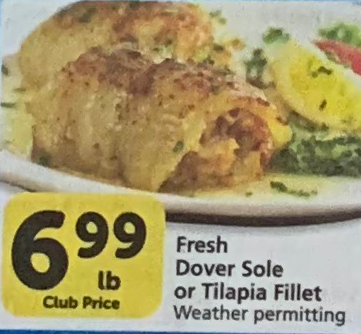 6.99
lb
Club Price
Fresh
Dover Sole
or Tilapia Fillet
Weather permitting